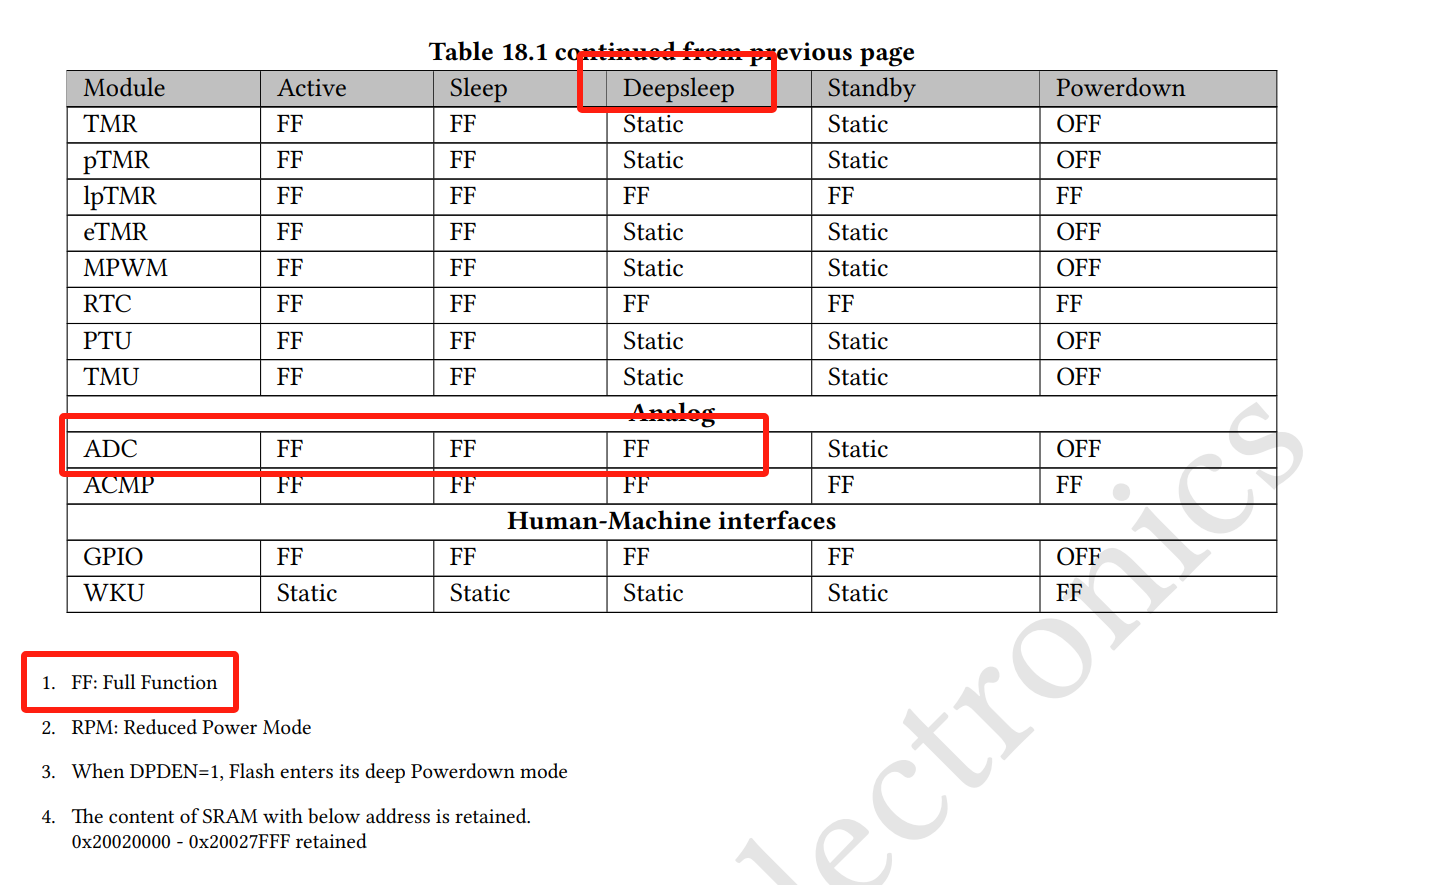 Table 18.1 continued from previous page
Module Active Sleep Deepsleep Standby Powerdown
TMR FF FF Static Static OFF
pTMR FF FF Static Static OFF
lpTMR FF FF FF FF FF
eTMR FF FF Static Static OFF
MPWM FF FF Static Static OFF
RTC FF FF FF FF FF
PTU FF FF Static Static OFF
TMU FF FF Static Static OFF
Analog
ADC FF FF FF Static OFF
ACMP FF FF FF FF FF
Human-Machine interfaces
GPIO FF FF FF FF OFF
WKU Static Static Static Static FF
1. FF: Full Function
2. RPM: Reduced Power Mode
3. When DPDEN=1, Flash enters its deep Powerdown mode
4. The content of SRAM with below address is retained.
0x20020000 - 0x20027FFF retained
lectronics